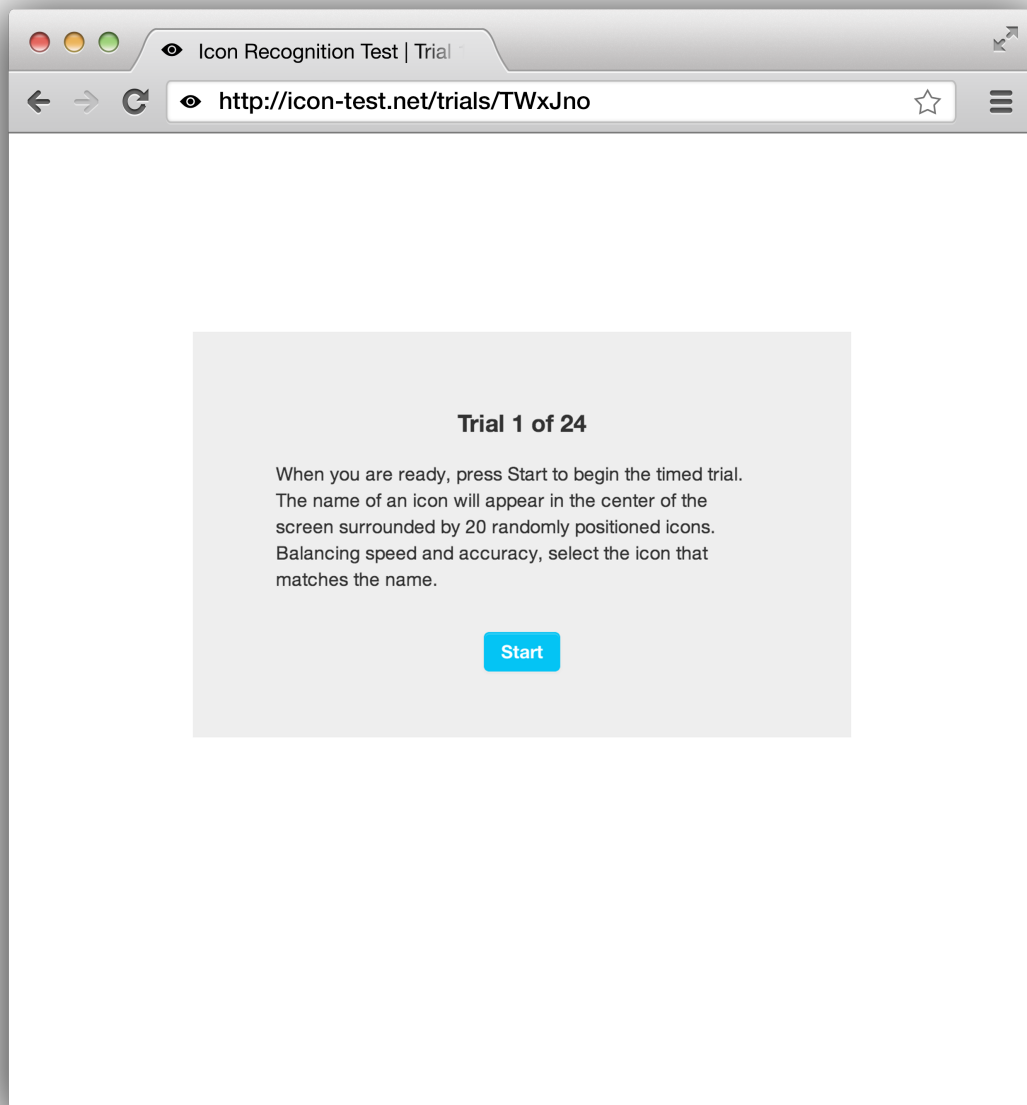 Icon Recognition Test | Trial
http://icon-test.net/trials/TWxJno
Trial 1 of 24
When you are ready, press Start to begin the timed trial.
The name of an icon will appear in the center of the
screen surrounded by 20 randomly positioned icons.
Balancing speed and accuracy, select the icon that
matches the name.
Start